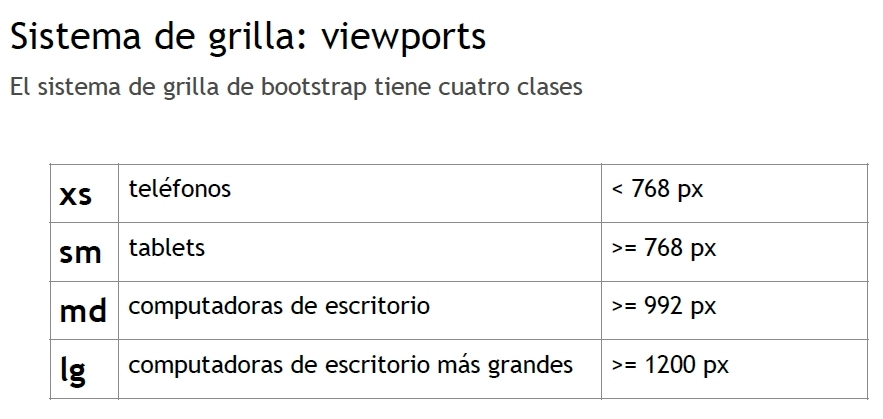 Sistema de grilla: viewports
El sistema de grilla de bootstrap tiene cuatro clases
xs teléfonos < 768 px
sm tablets >= 768 px
md computadoras de escritorio >= 992 px
lg computadoras de escritorio más grandes >= 1200 px